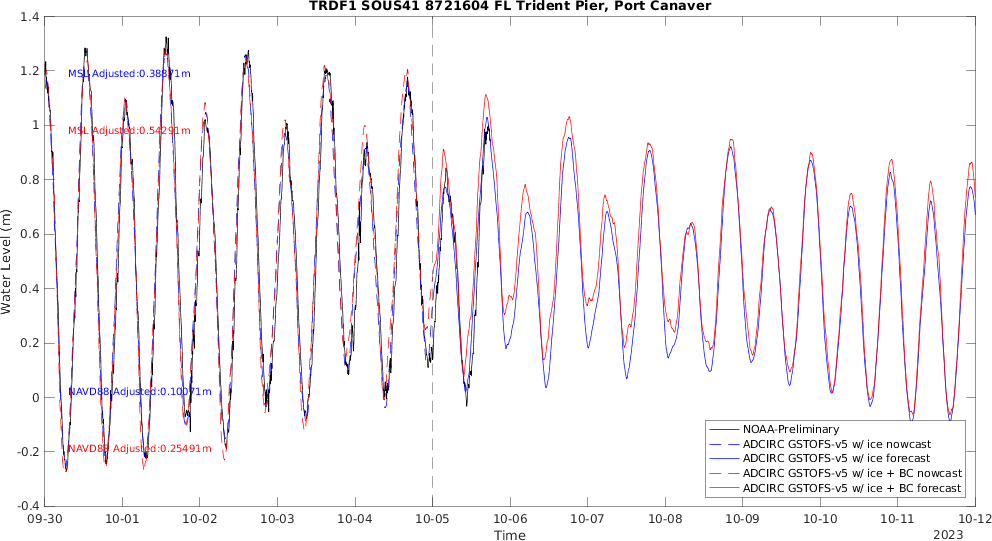 TRDF1 SOUS41 8721604 FL Trident Pier, Port Canaver
1.4
1.2
1
0.8
0.6
0.4
0.2
0
-0.2
-0.4
Water Level (m)
MSL Adjusted:0.38871m
MSL Adjusted:0.54291m
NAVD88 Adjusted:0.10071m
NAVD88 Adjusted:0.25491m
NOAA-Preliminary
ADCIRC GSTOFS-v5 w/ ice nowcast
ADCIRC GSTOFS-v5 w/ ice forecast
ADCIRC GSTOFS-v5 w/ ice + BC nowcast
ADCIRC GSTOFS-v5 w/ ice + BC forecast
09-30 10-01 10-02 10-03 10-04 10-05 10-06 10-07 10-08 10-09 10-10 10-11 10-12
Time
2023